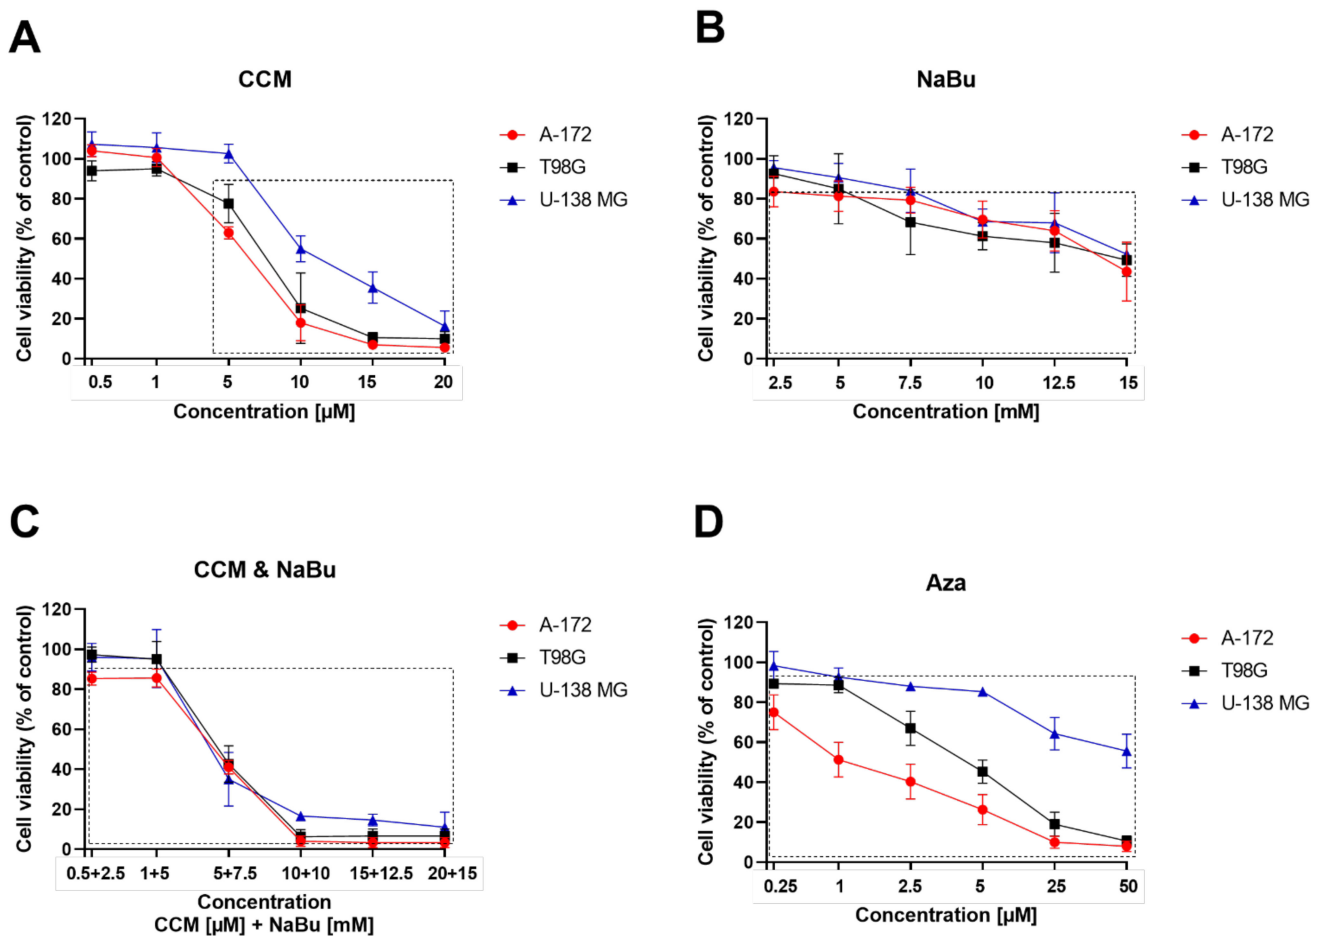 A
CCM
Cell viability (% of control)
120
100
80
60
40
20
0
0.5 1 5 10 15 20
Concentration [µM]
A-172
T98G
U-138 MG
B
NaBu
Cell viability (% of control)
120
100
80
60
40
20
0
2.5 5 7.5 10 12.5 15
Concentration [mM]
A-172
T98G
U-138 MG
C
CCM & NaBu
Cell viability (% of control)
120
100
80
60
40
20
0
0.5+2.5 1+5 5+7.5 10+10 15+12.5 20+15
Concentration
CCM [µM] + NaBu [mM]
A-172
T98G
U-138 MG
D
Aza
Cell viability (% of control)
120
100
80
60
40
20
0
0.25 1 2.5 5 25 50
Concentration [µM]
A-172
T98G
U-138 MG